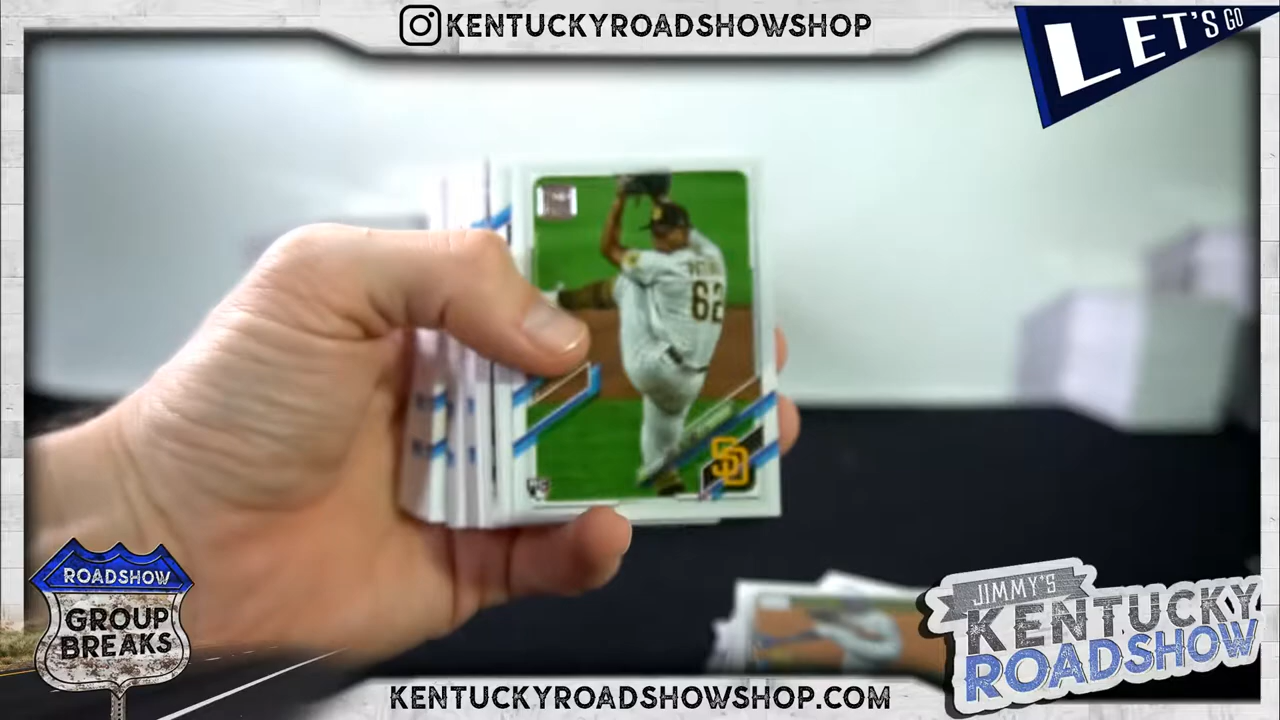 KENTUCKYROADSHOWSHOP
LET'S GO
62
SD
ROADSHOW
GROUP
BREAKS
JIMMY'S
KENTUCKY
ROADSHOW
KENTUCKYROADSHOWSHOP.COM